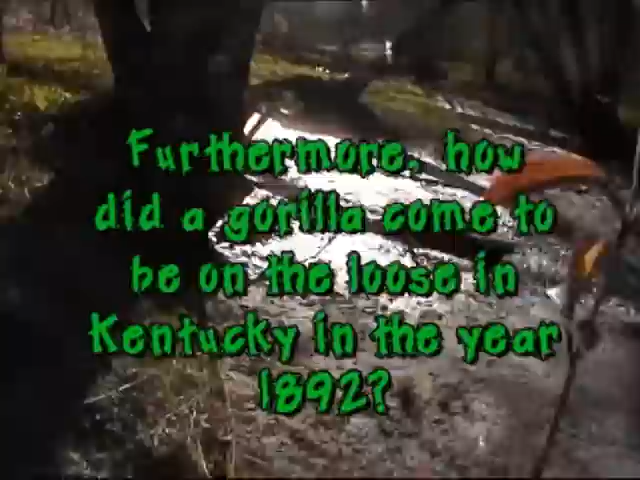 Furthermore, how
did a gorilla come to
be on the loose in
Kentucky in the year
1892?